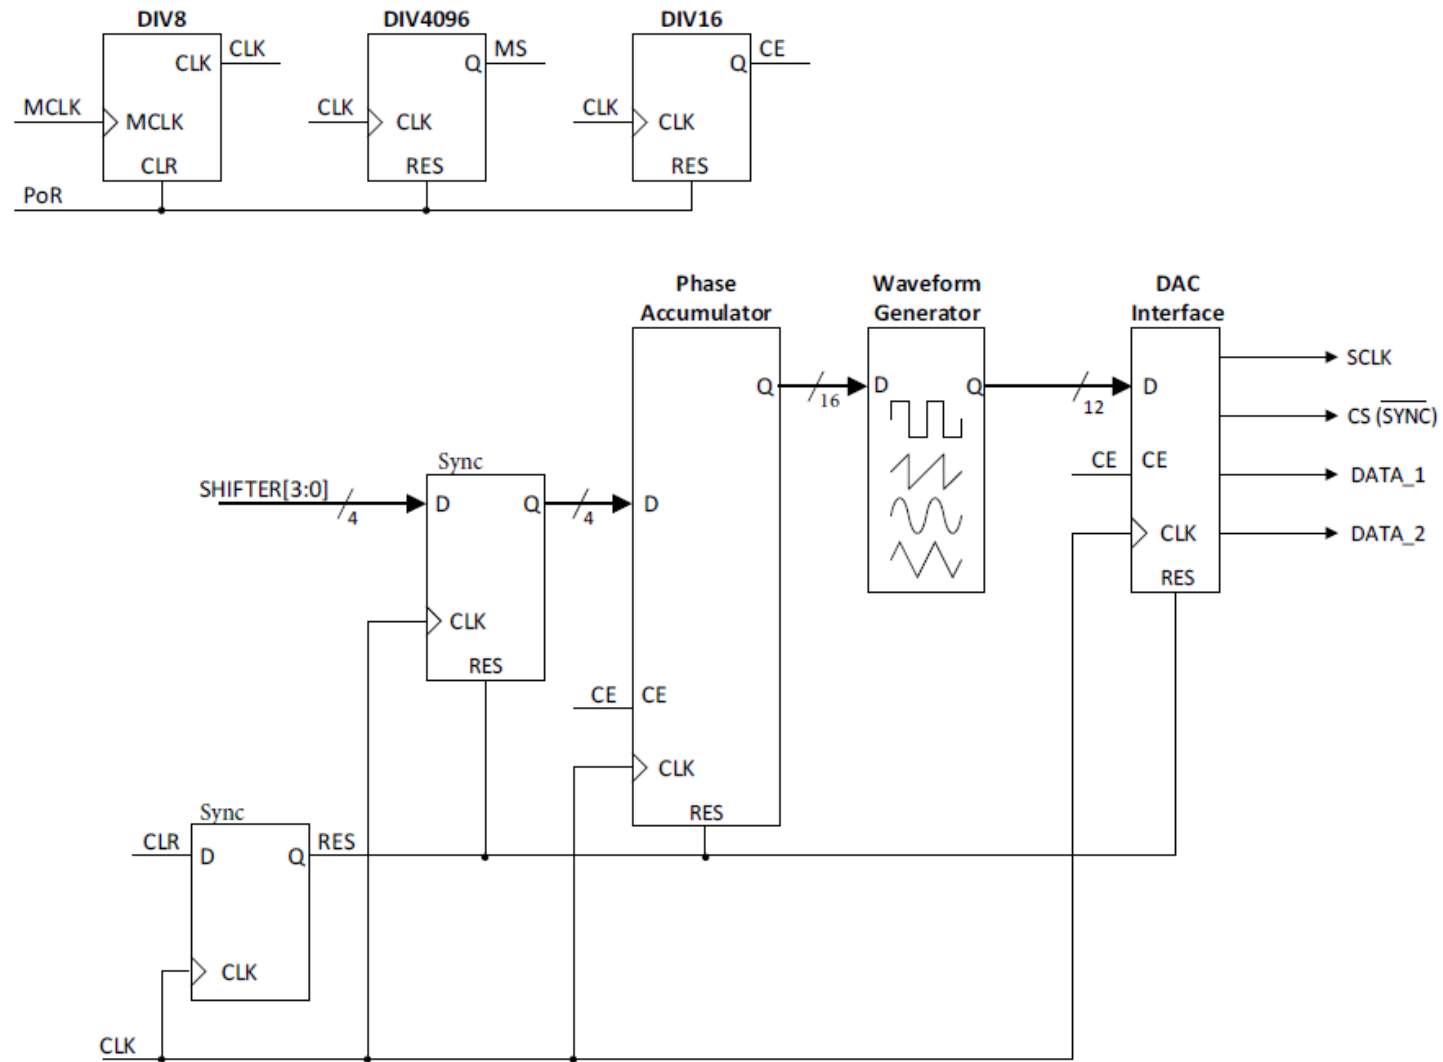 DIV8 DIV4096 DIV16
CLK CLK Q MS Q CE
MCLK MCLK CLK CLK CLK CLK
CLR RES RES
PoR
Phase Waveform DAC
Accumulator Generator Interface
SCLK
Q 16 D Q 12 D
CS (SYNC)
Sync
CE CE DATA_1
SHIFTER[3:0] 4 D Q 4 D
CLK DATA_2
RES
CLK
RES
CE CE
CLK
Sync RES
CLR D Q RES
CLK
CLK